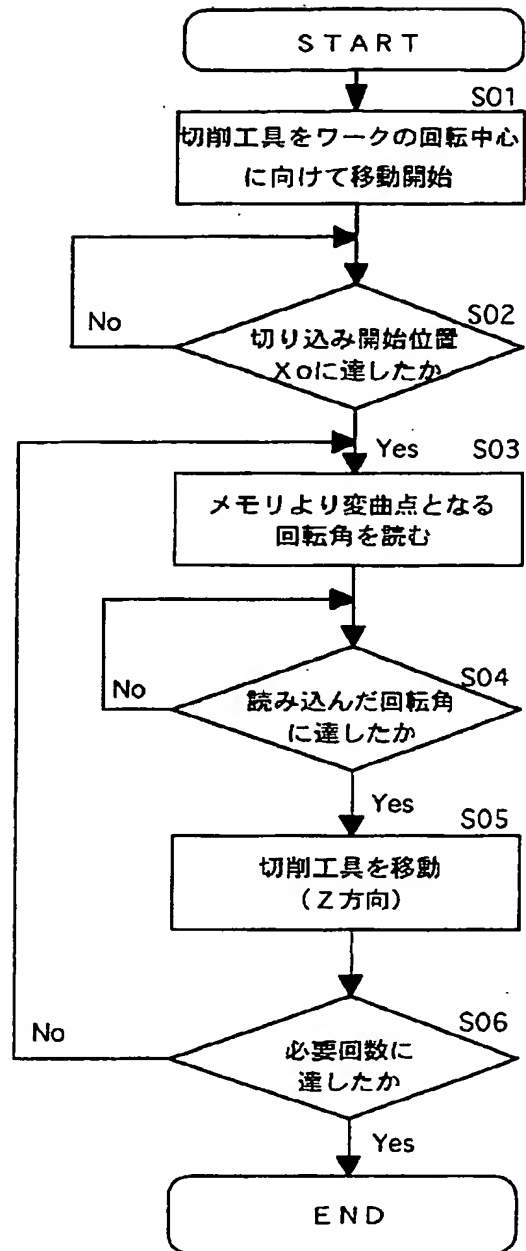 START
S01
切削工具をワークの回転中心
に向けて移動開始
No
S02
切り込み開始位置
Xoに達したか
Yes
S03
メモリより変曲点となる
回転角を読む
No
S04
読み込んだ回転角
に達したか
Yes
S05
切削工具を移動
(Z方向)
No
S06
必要回数に
達したか
Yes
END